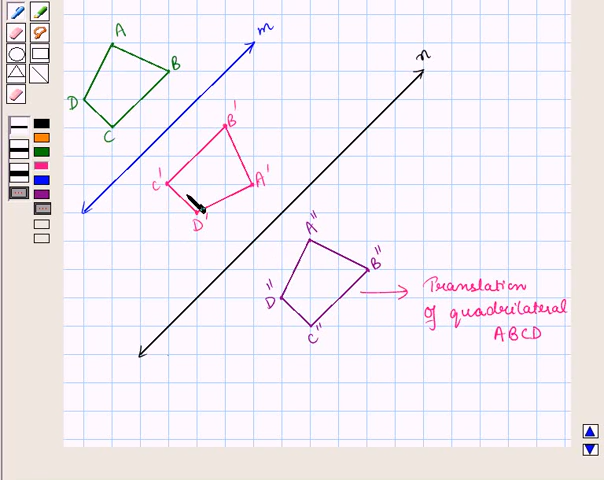 A
B
D
C
m
n
B'
C'
A'
D'
A"
B"
D"
C"
Translation
of quadrilateral
ABCD